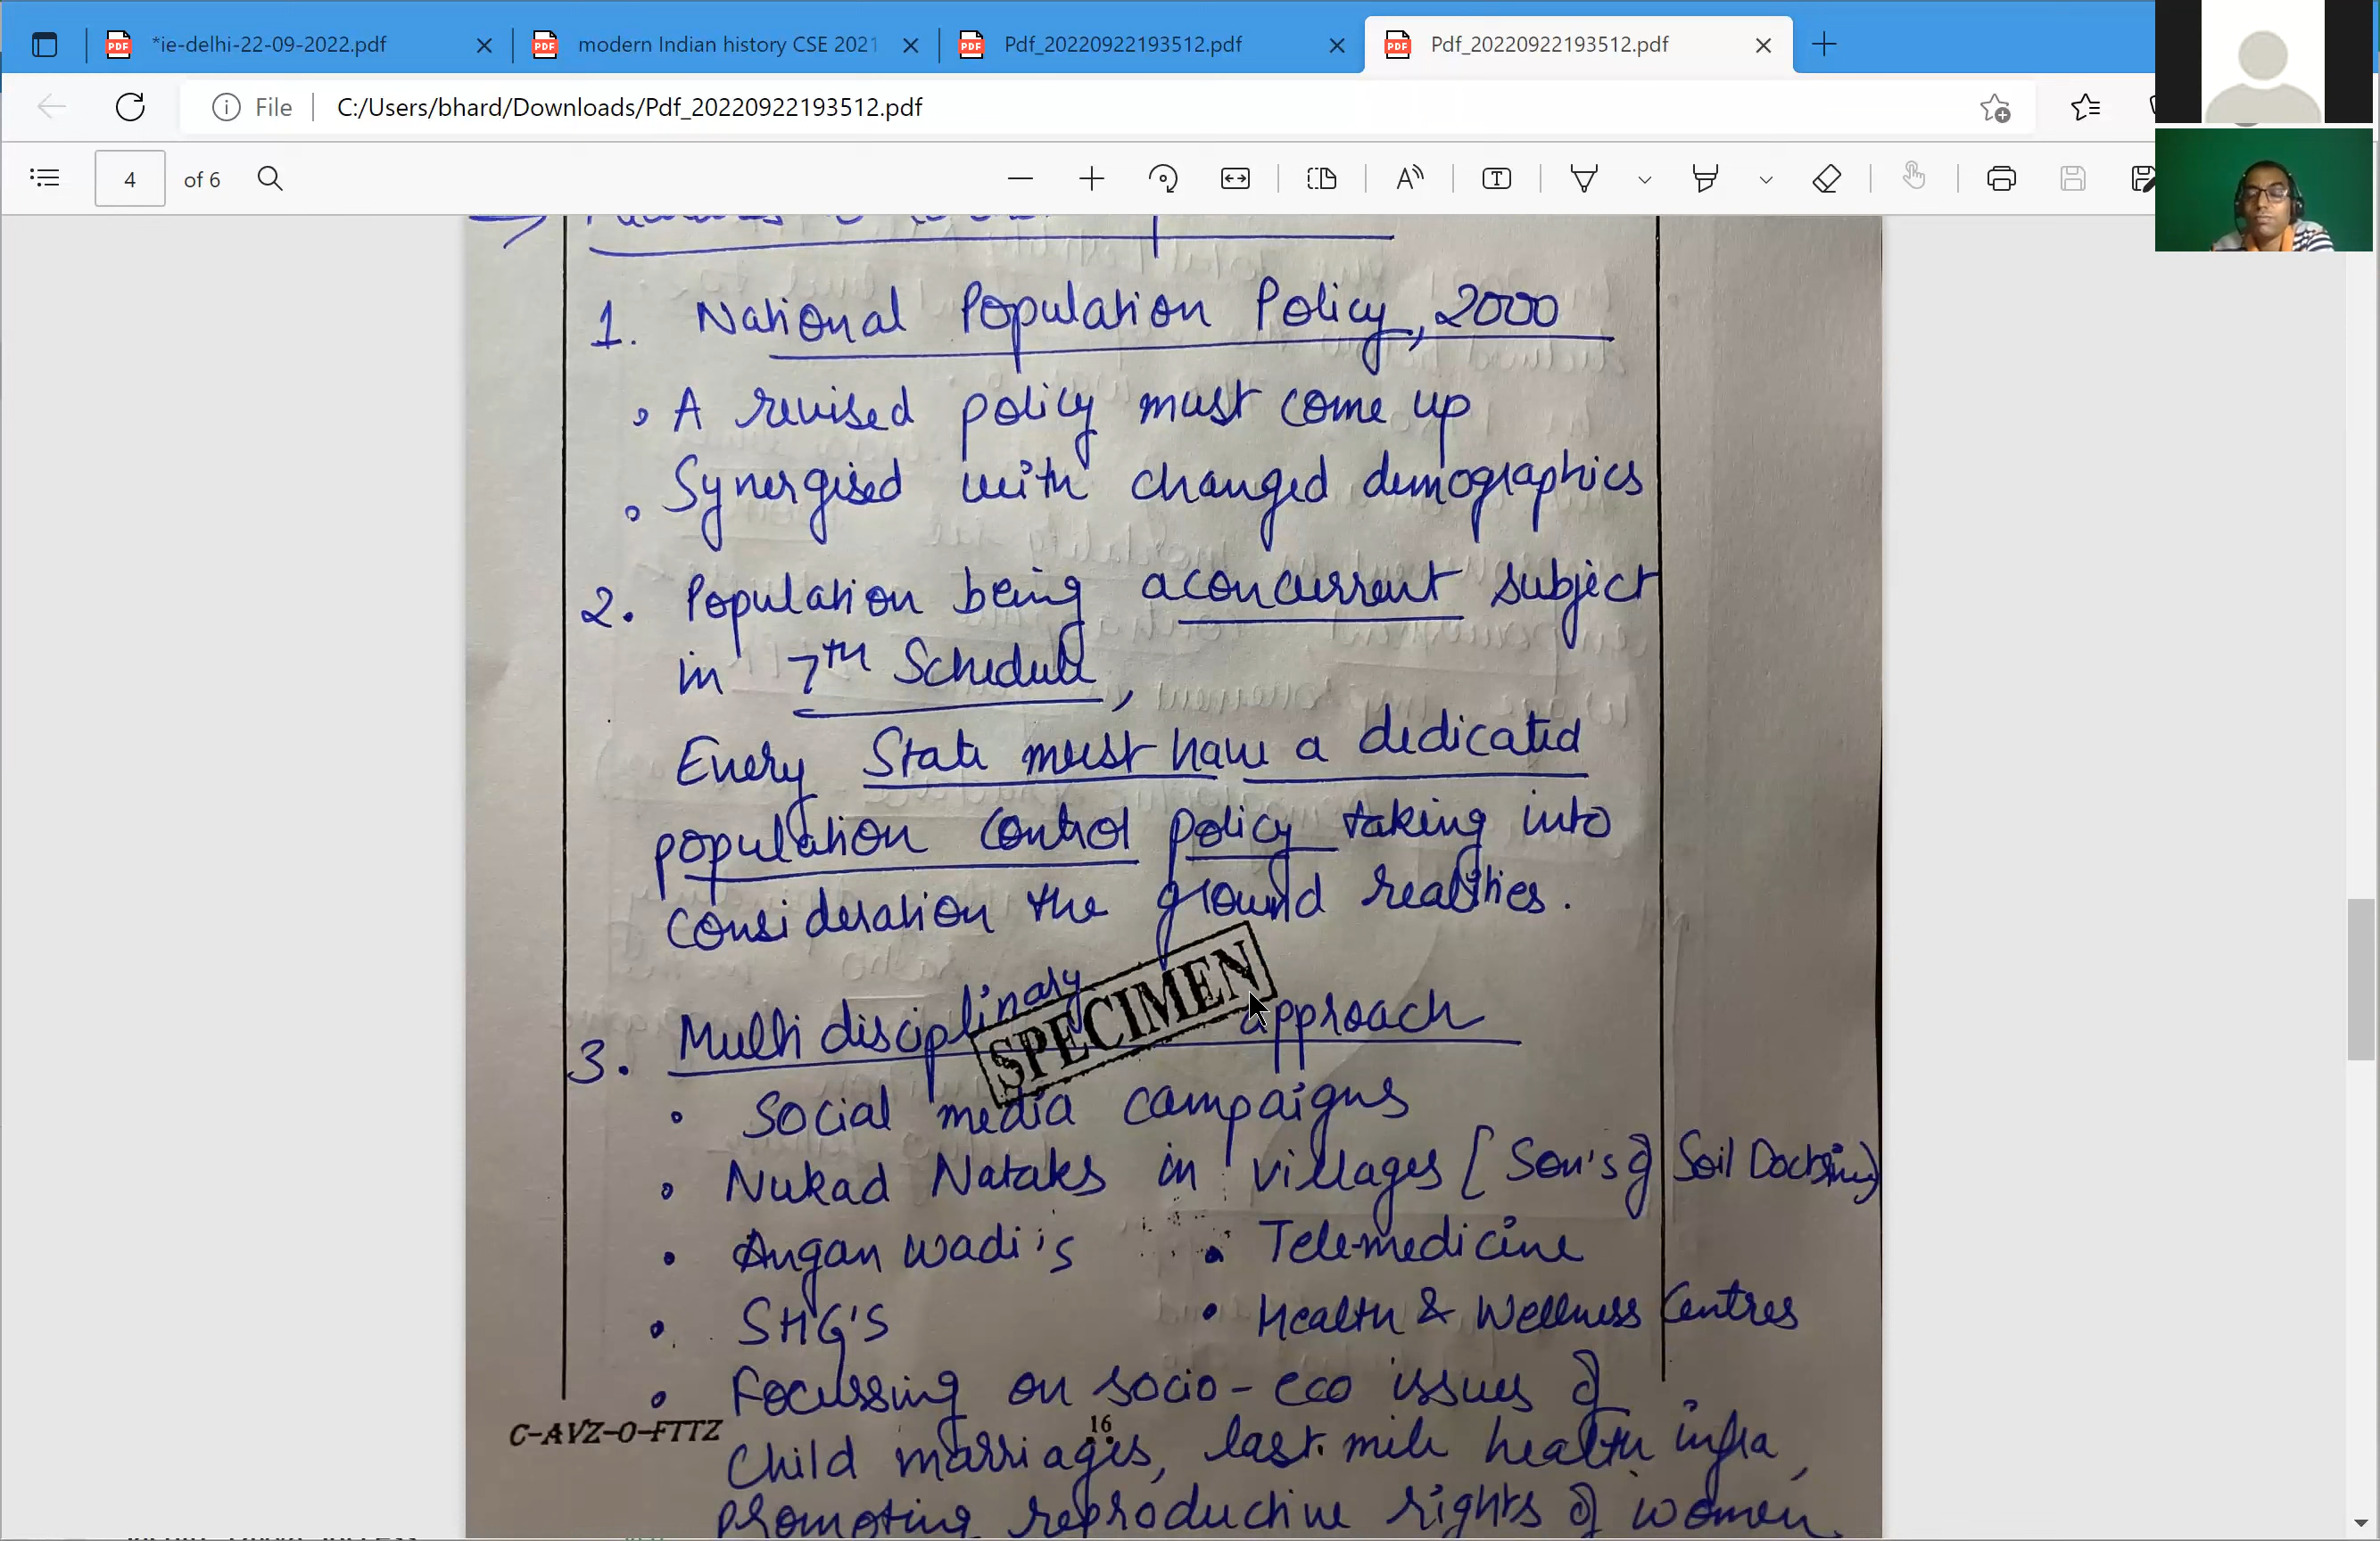 *ie-delhi-22-09-2022.pdf
modern Indian history CSE 2021
Pdf_20220922193512.pdf
Pdf_20220922193512.pdf
File
C:/Users/bhard/Downloads/Pdf_20220922193512.pdf
4 of 6
1. National Population Policy, 2000
A revised policy must come up
Synergised with changed demographics
2. Population being a concurrent subject
in 7th Schedule,
Every State must have a dedicated
population control policy taking into
consideration the ground realities.
3. Multi disciplinary approach
SPECIMEN
Social media campaigns
Nukad Nataks in villages [Son's of Soil Doctrine]
Angan wadi's • Telemedicine
SHG'S • Health & Wellness Centres
Focussing on socio-eco issues of
C-AVZ-O-FTTZ
16
Child marriages, last mile health infra,
promoting reproductive rights of women.